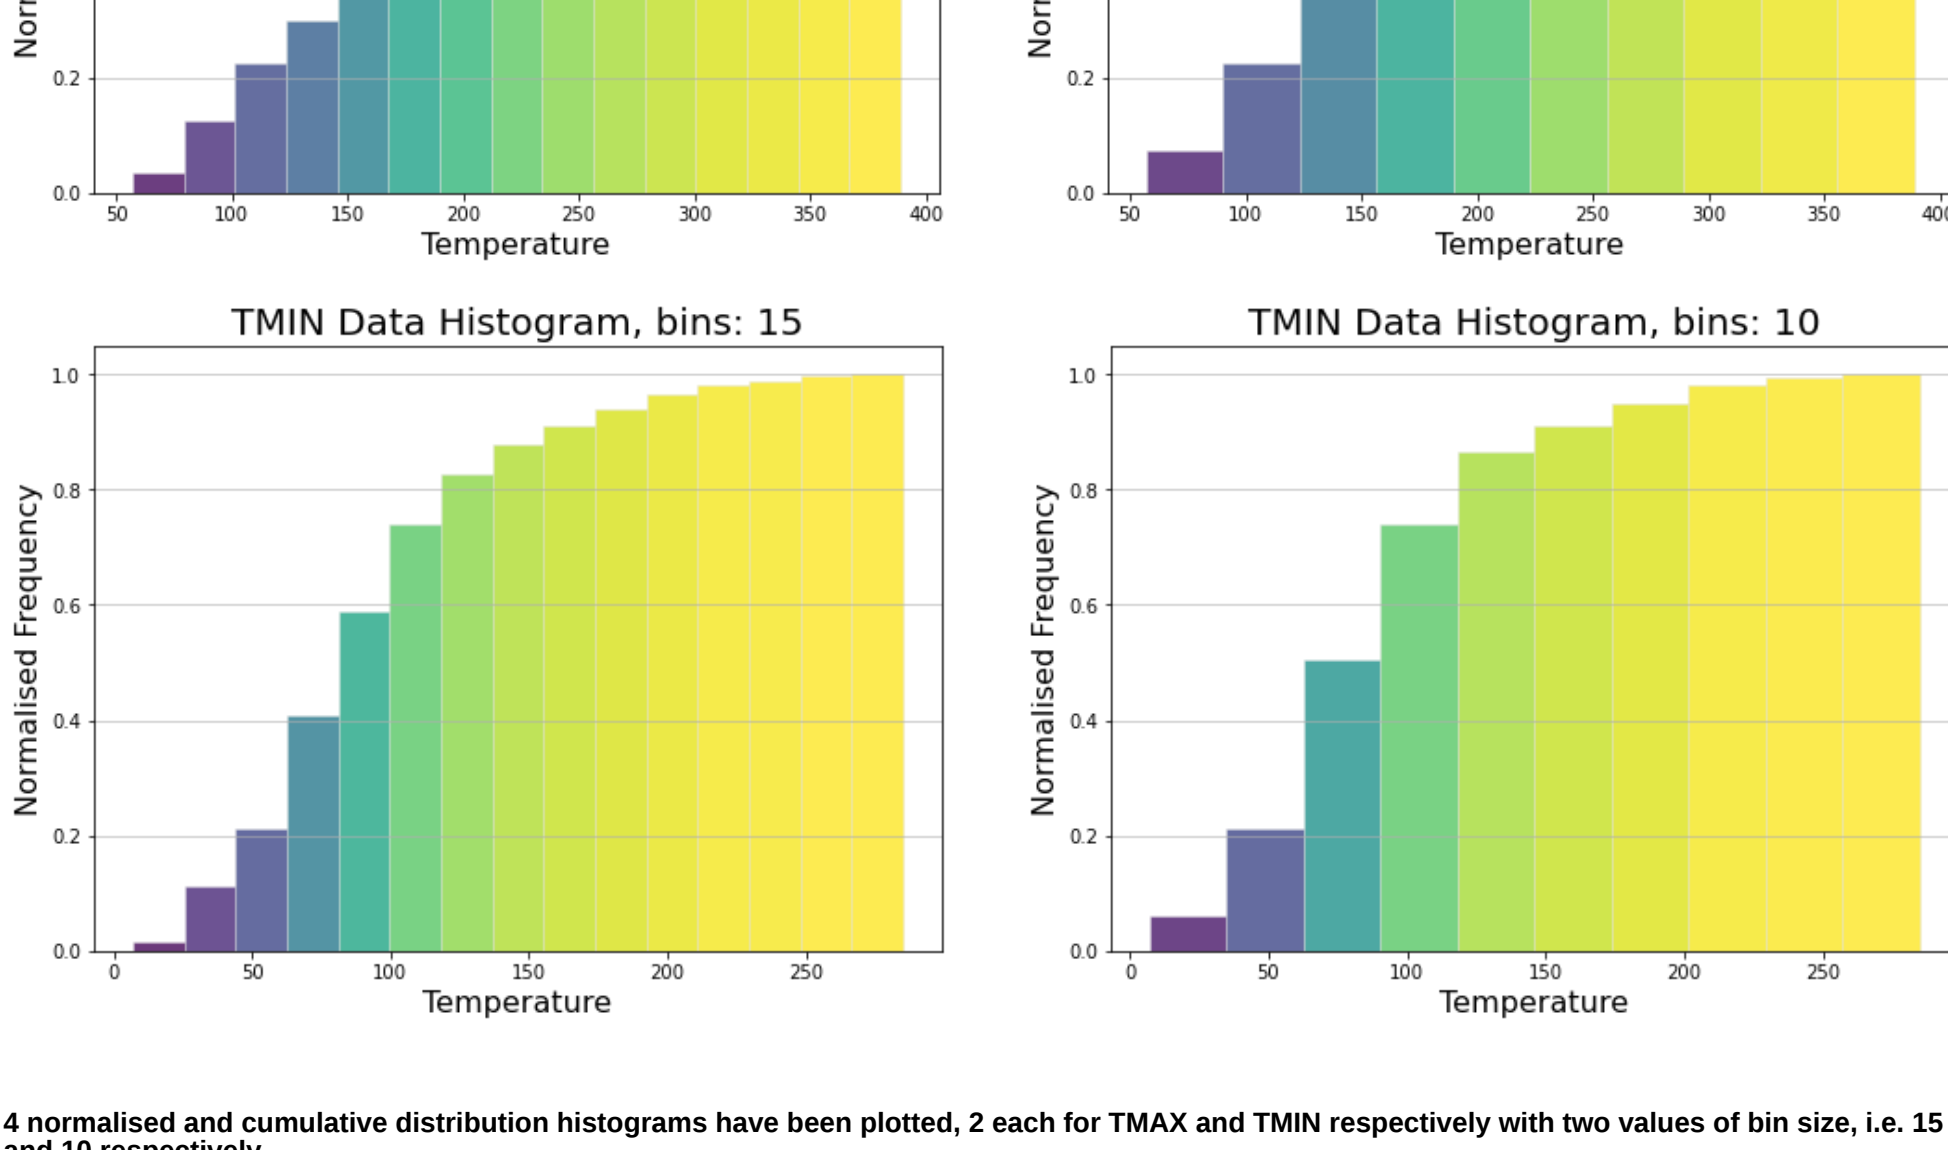 Nor
Nor
0.2
0.2
0.0
0.0
50 100 150 200 250 300 350 400
50 100 150 200 250 300 350
Temperature
Temperature
TMIN Data Histogram, bins: 15
1.0
0.8
0.6
0.4
0.2
0.0
Normalised Frequency
0 50 100 150 200 250
Temperature
TMIN Data Histogram, bins: 10
1.0
0.8
0.6
0.4
0.2
0.0
Normalised Frequency
0 50 100 150 200 250
Temperature
4 normalised and cumulative distribution histograms have been plotted, 2 each for TMAX and TMIN respectively with two values of bin size, i.e. 15
and 10 respectively